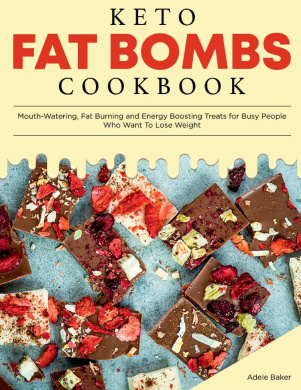 KETO
FAT BOMBS
COOKBOOK
Mouth-Watering, Fat Burning and Energy Boosting Treats for Busy People
Who Want To Lose Weight
Adele Baker